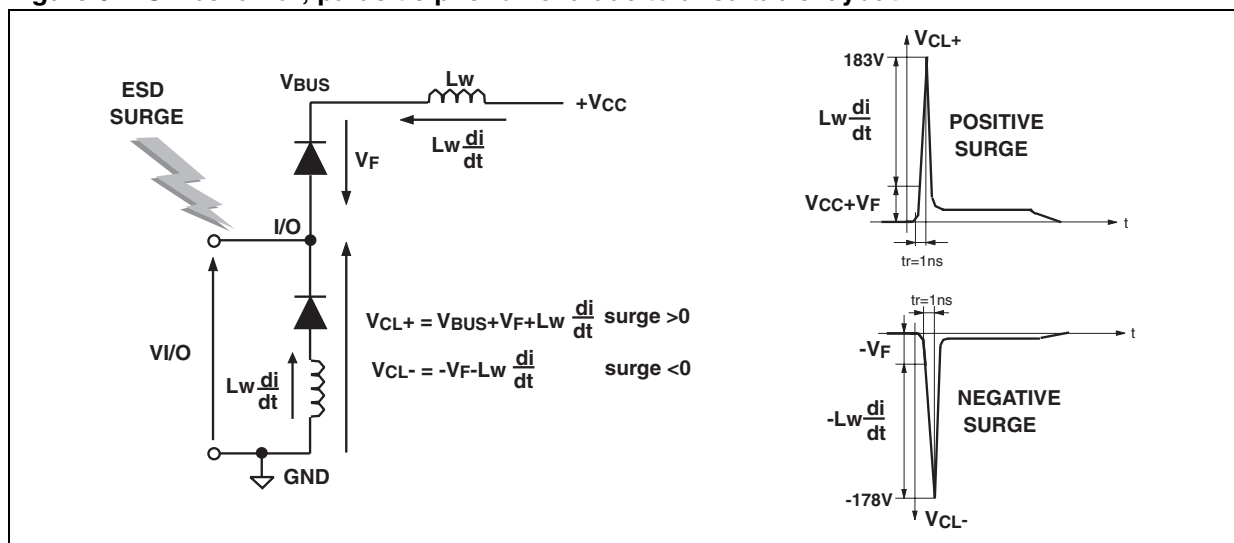 ESD
SURGE
VBUS
Lw
+VCC
Lw di/dt
VF
I/O
VI/O
VCL+ = VBUS+VF+Lw di/dt surge >0
VCL- = -VF-Lw di/dt surge <0
Lw di/dt
GND
VCL+
183V
Lw di/dt
POSITIVE
SURGE
VCC+VF
t
tr=1ns
tr=1ns
t
-VF
-Lw di/dt
NEGATIVE
SURGE
-178V
VCL-